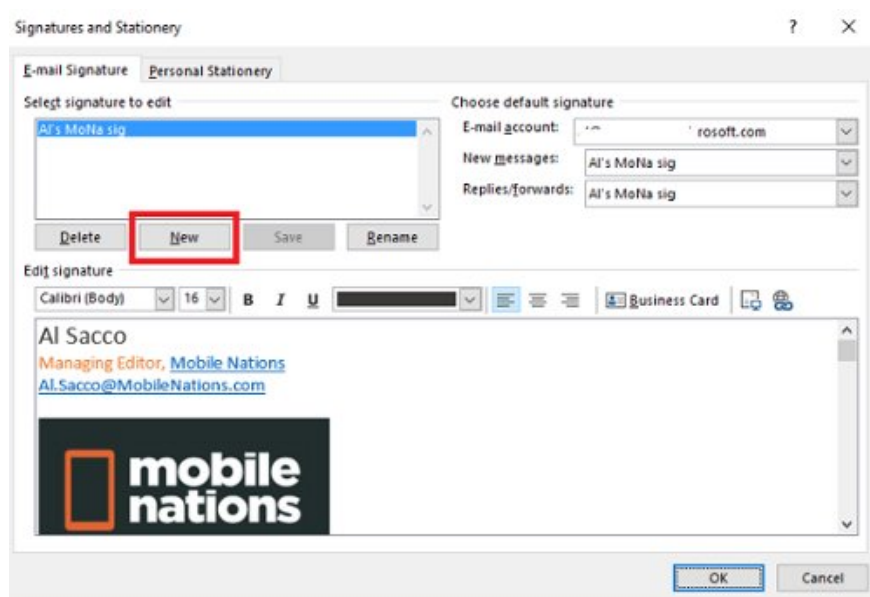 Signatures and Stationery
E-mail Signature Personal Stationery
Select signature to edit
Choose default signature
Al's MoNa sig
E-mail account: rosoft.com
New messages: Al's MoNa sig
Replies/forwards: Al's MoNa sig
Delete New Save Rename
Edit signature
Calibri (Body) 16 B I U Business Card
Al Sacco
Managing Editor, Mobile Nations
Al.Sacco@MobileNations.com
mobile
nations
OK Cancel